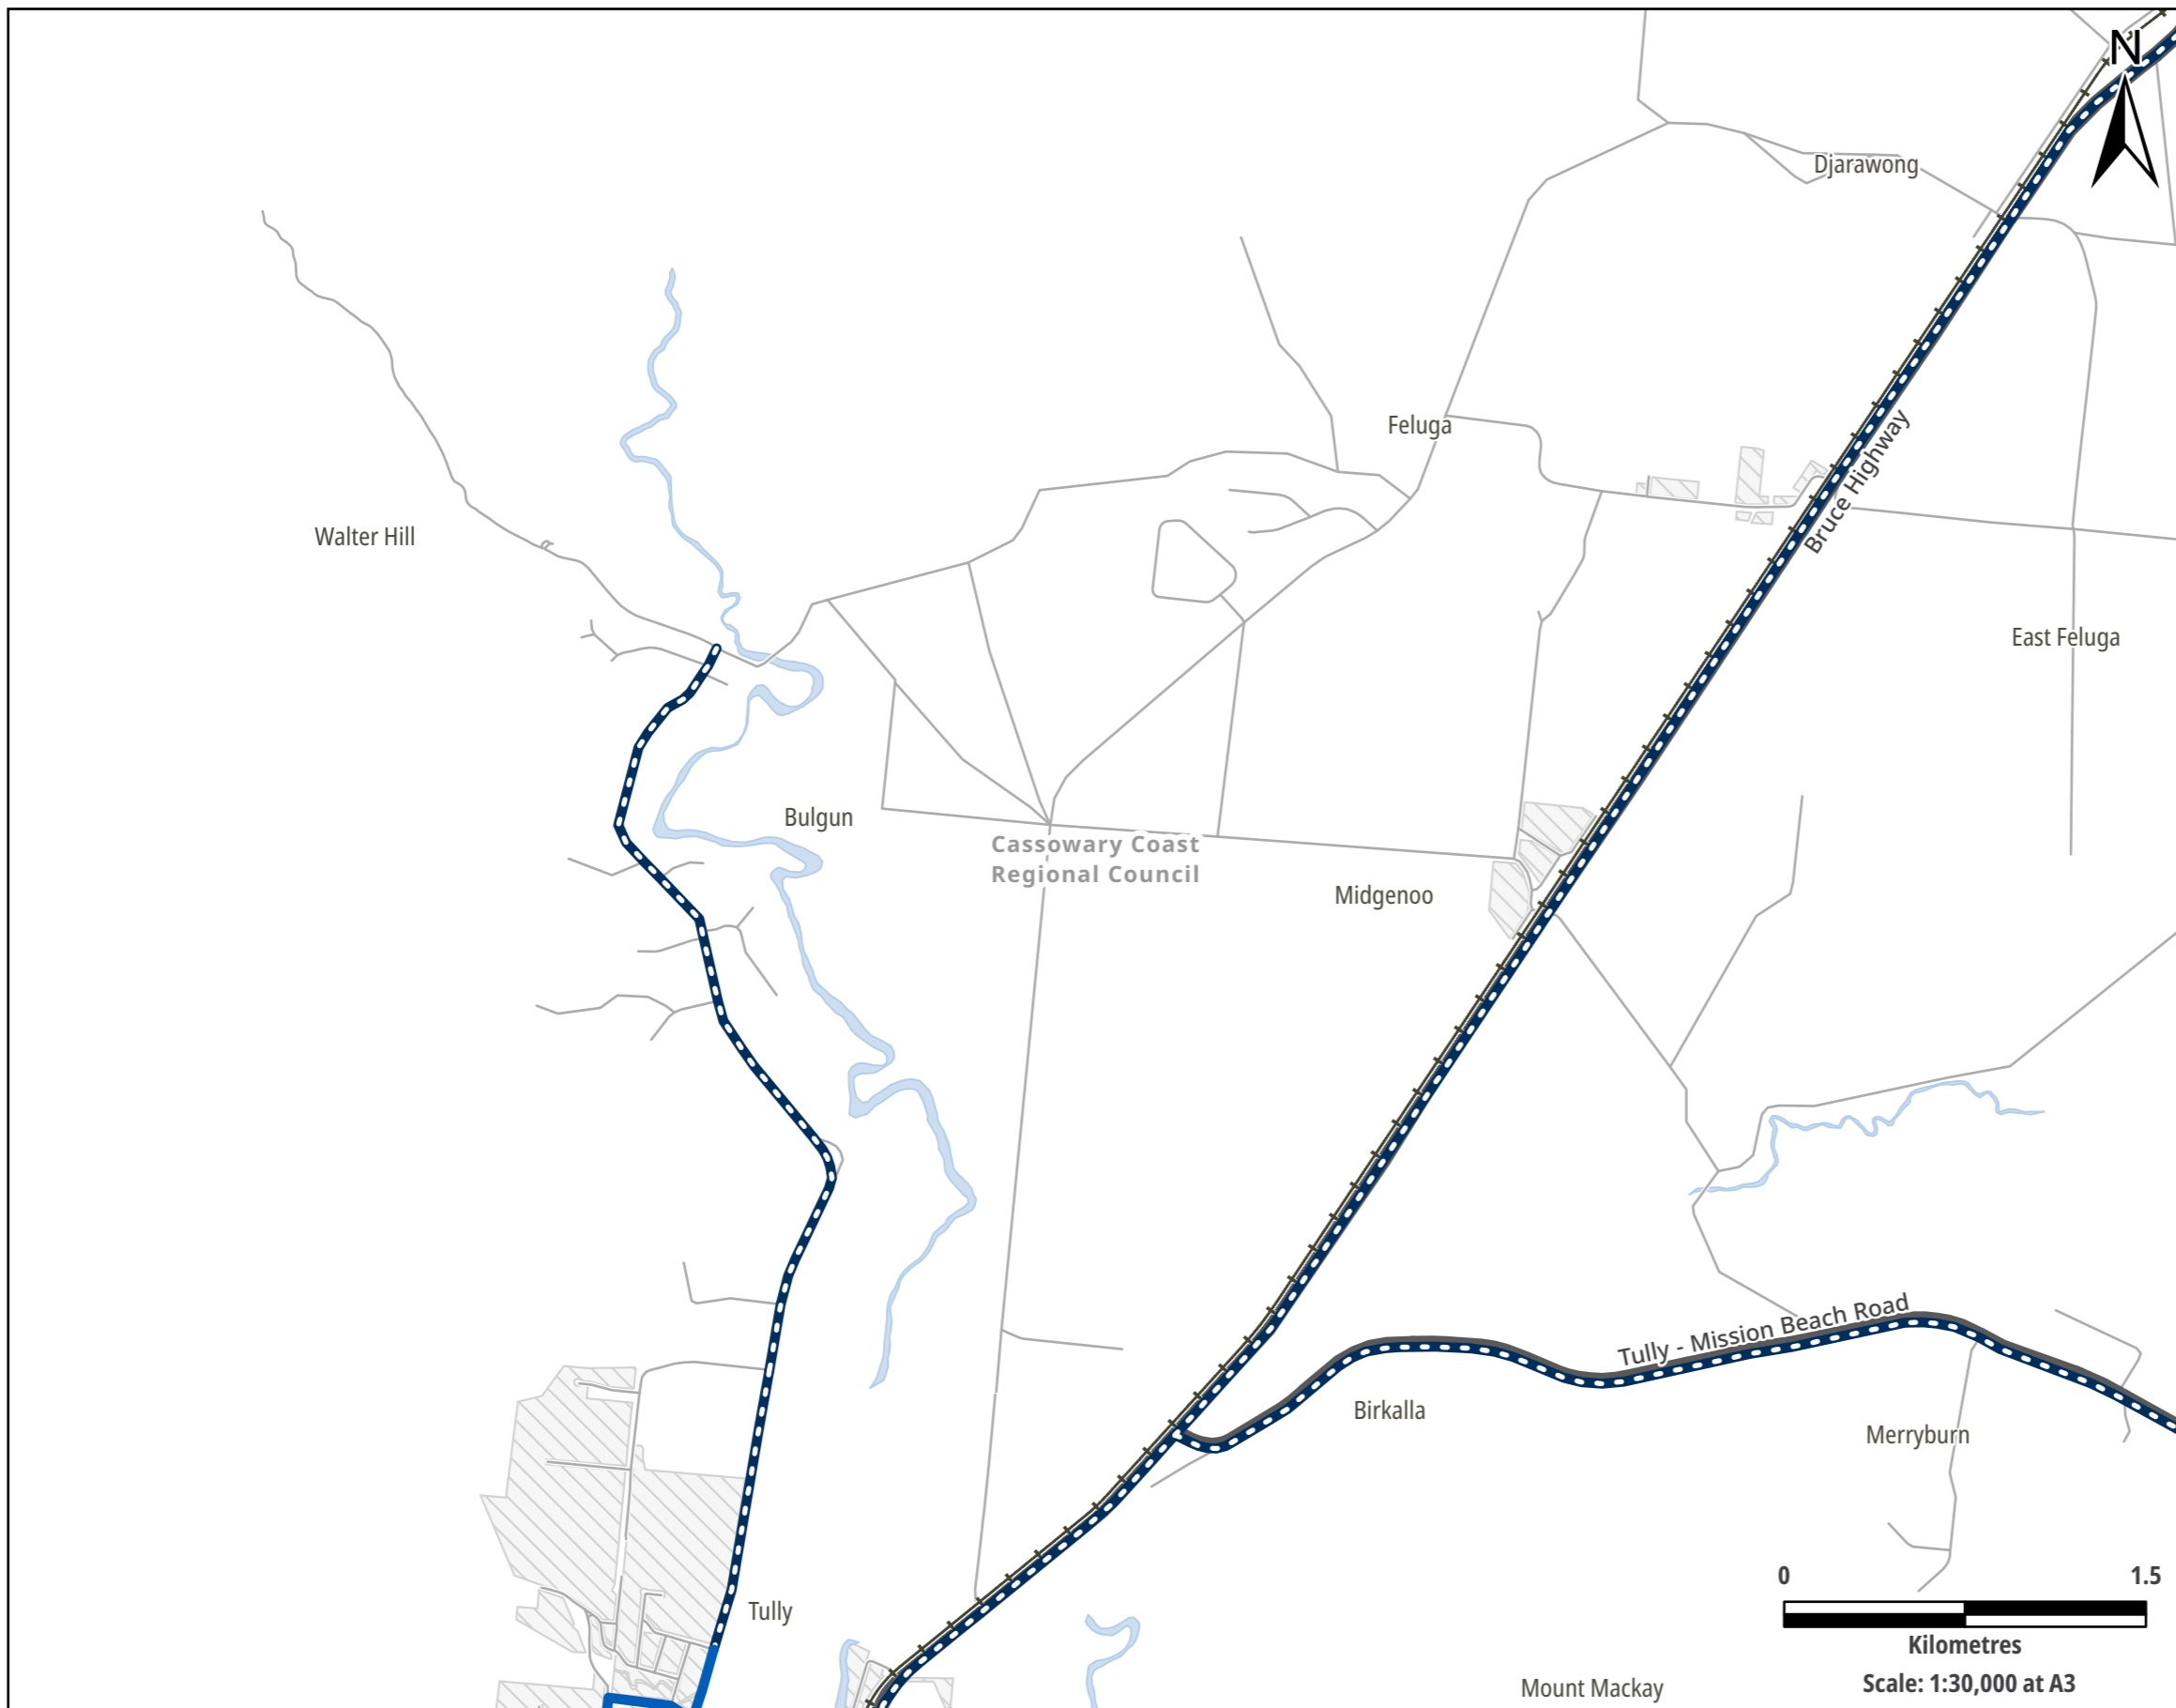 N
Djarawong
Feluga
Bruce Highway
Walter Hill
East Feluga
Bulgun
Cassowary Coast
Regional Council
Midgenoo
Tully - Mission Beach Road
Birkalla
Merryburn
Tully
0 1.5
Kilometres
Scale: 1:30,000 at A3
Mount Mackay